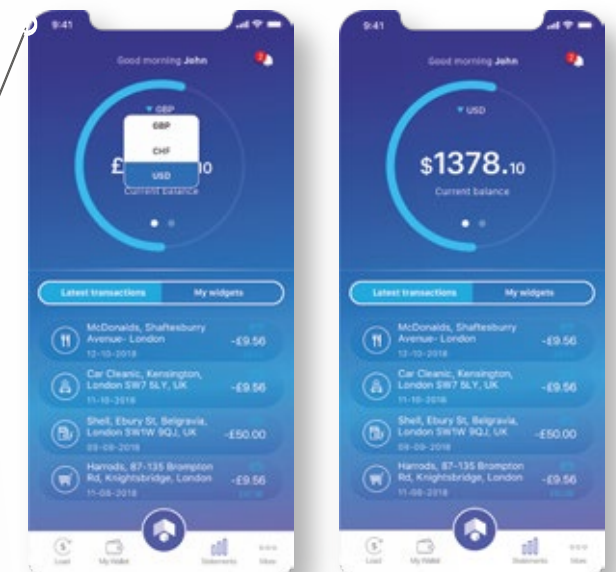 9:41
Good morning John
2
GBP
GBP
CHF
USD
£ 10
Current balance
Latest transactions My widgets
McDonalds, Shaftesburry
Avenue- London
-£9.56
12-10-2018
Car Cleanic, Kensington,
London SW7 5LY, UK
-£9.56
11-10-2018
Shell, Ebury St, Belgravia,
London SW1W 9QJ, UK
-£50.00
09-09-2018
Harrods, 87-135 Brompton
Rd, Knightsbridge, London
-£9.56
11-08-2018
Load My Wallet Statements More
9:41
Good morning John
2
USD
$1378.10
Current balance
Latest transactions My widgets
McDonalds, Shaftesburry
Avenue- London
-£9.56
12-10-2018
Car Cleanic, Kensington,
London SW7 5LY, UK
-£9.56
11-10-2018
Shell, Ebury St, Belgravia,
London SW1W 9QJ, UK
-£50.00
09-09-2018
Harrods, 87-135 Brompton
Rd, Knightsbridge, London
-£9.56
11-08-2018
Load My Wallet Statements More